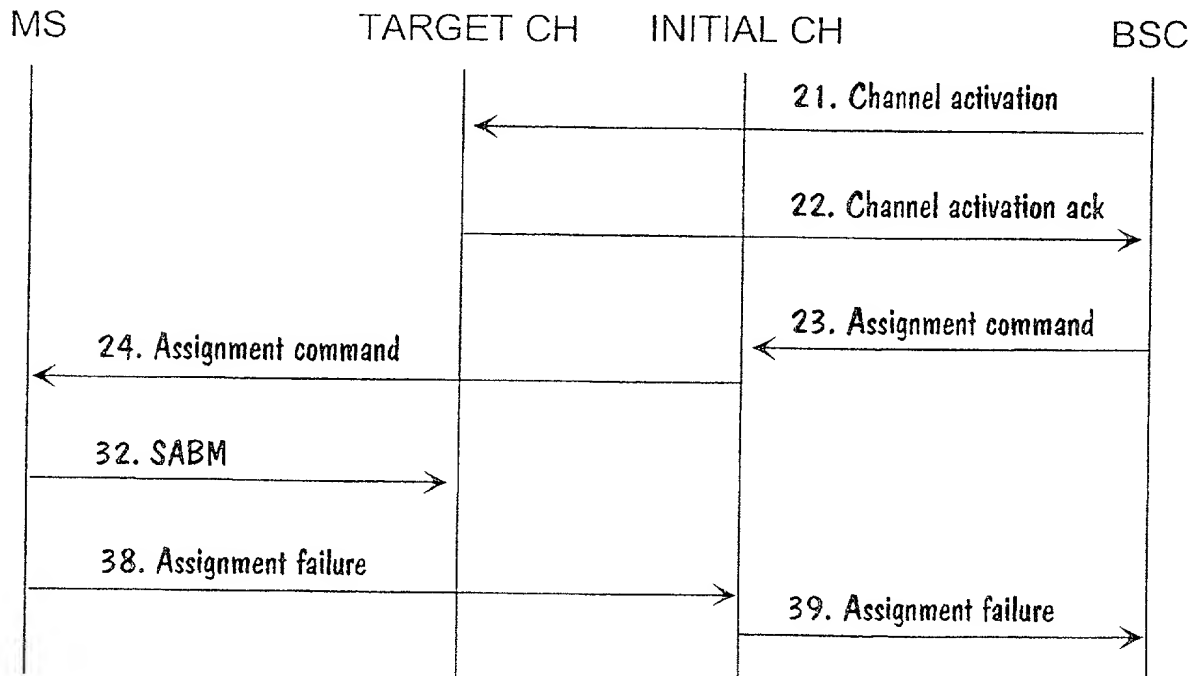 MS TARGET CH INITIAL CH BSC
21. Channel activation
22. Channel activation ack
23. Assignment command
24. Assignment command
32. SABM
38. Assignment failure
39. Assignment failure